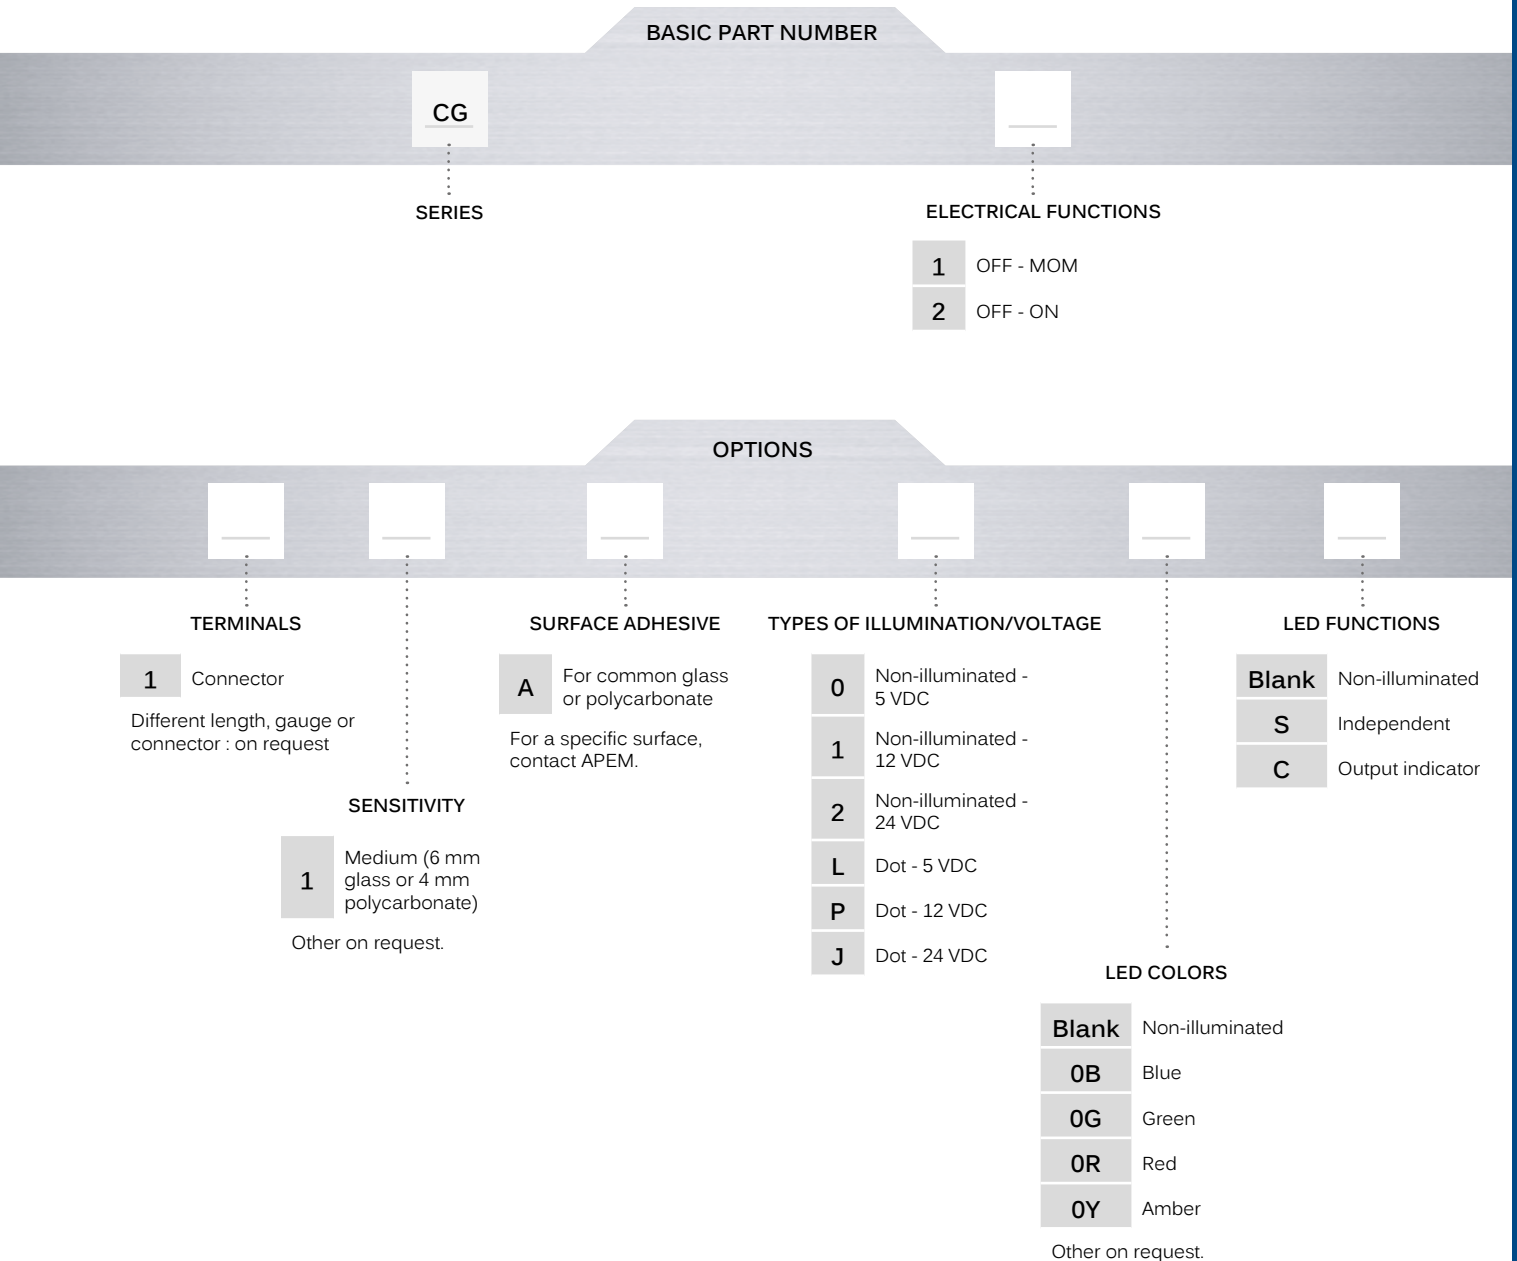 BASIC PART NUMBER
CG
SERIES
ELECTRICAL FUNCTIONS
1 OFF - MOM
2 OFF - ON
OPTIONS
TERMINALS
1 Connector
Different length, gauge or
connector : on request
SENSITIVITY
1 Medium (6 mm
glass or 4 mm
polycarbonate)
Other on request.
SURFACE ADHESIVE
A For common glass
or polycarbonate
For a specific surface,
contact APEM.
TYPES OF ILLUMINATION/VOLTAGE
0 Non-illuminated -
5 VDC
1 Non-illuminated -
12 VDC
2 Non-illuminated -
24 VDC
L Dot - 5 VDC
P Dot - 12 VDC
J Dot - 24 VDC
LED COLORS
Blank Non-illuminated
0B Blue
0G Green
0R Red
0Y Amber
Other on request.
LED FUNCTIONS
Blank Non-illuminated
S Independent
C Output indicator